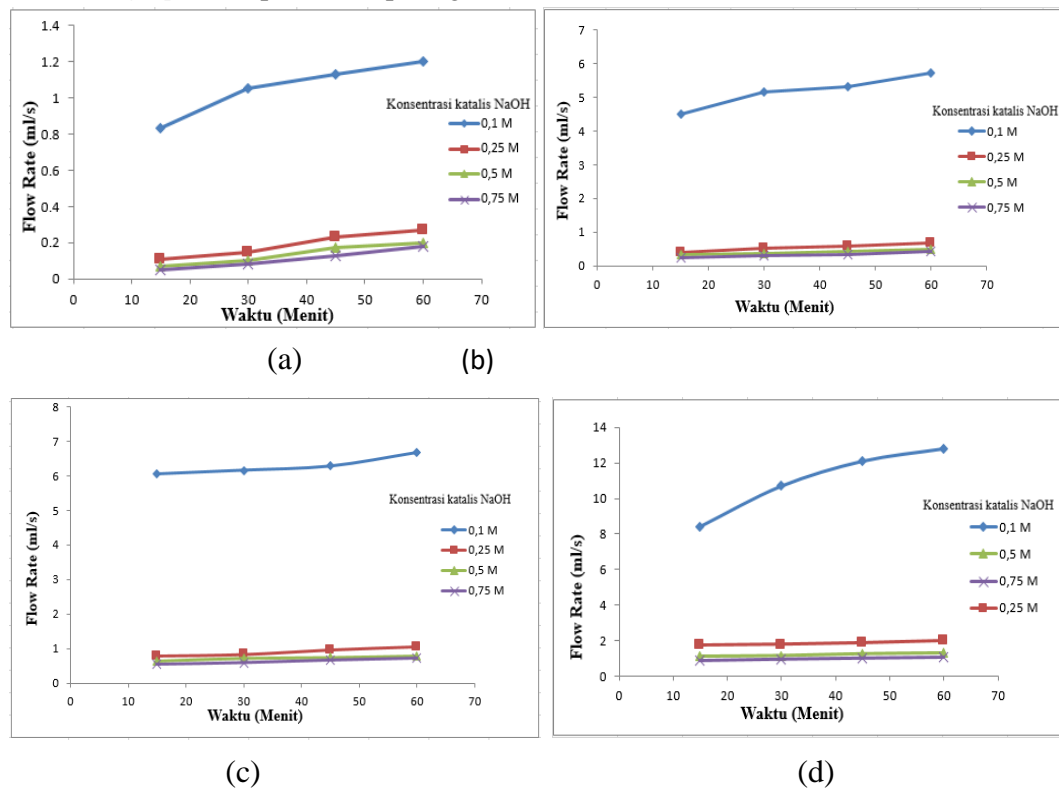 1.4
1.2
1
0.8
0.6
0.4
0.2
0
0 10 20 30 40 50 60 70
Flow Rate (ml/s)
Waktu (Menit)
Konsentrasi katalis NaOH
0,1 M
0,25 M
0,5 M
0,75 M
(a)
7
6
5
4
3
2
1
0
0 10 20 30 40 50 60 70
Flow Rate (ml/s)
Waktu (Menit)
Konsentrasi katalis NaOH
0,1 M
0,25 M
0,5 M
0,75 M
(b)
8
7
6
5
4
3
2
1
0
0 10 20 30 40 50 60 70
Flow Rate (ml/s)
Waktu (Menit)
Konsentrasi katalis NaOH
0,1 M
0,25 M
0,5 M
0,75 M
(c)
14
12
10
8
6
4
2
0
0 10 20 30 40 50 60 70
Flow Rate (ml/s)
Waktu (Menit)
Konsentrasi katalis NaOH
0,1 M
0,5 M
0,75 M
0,25 M
(d)